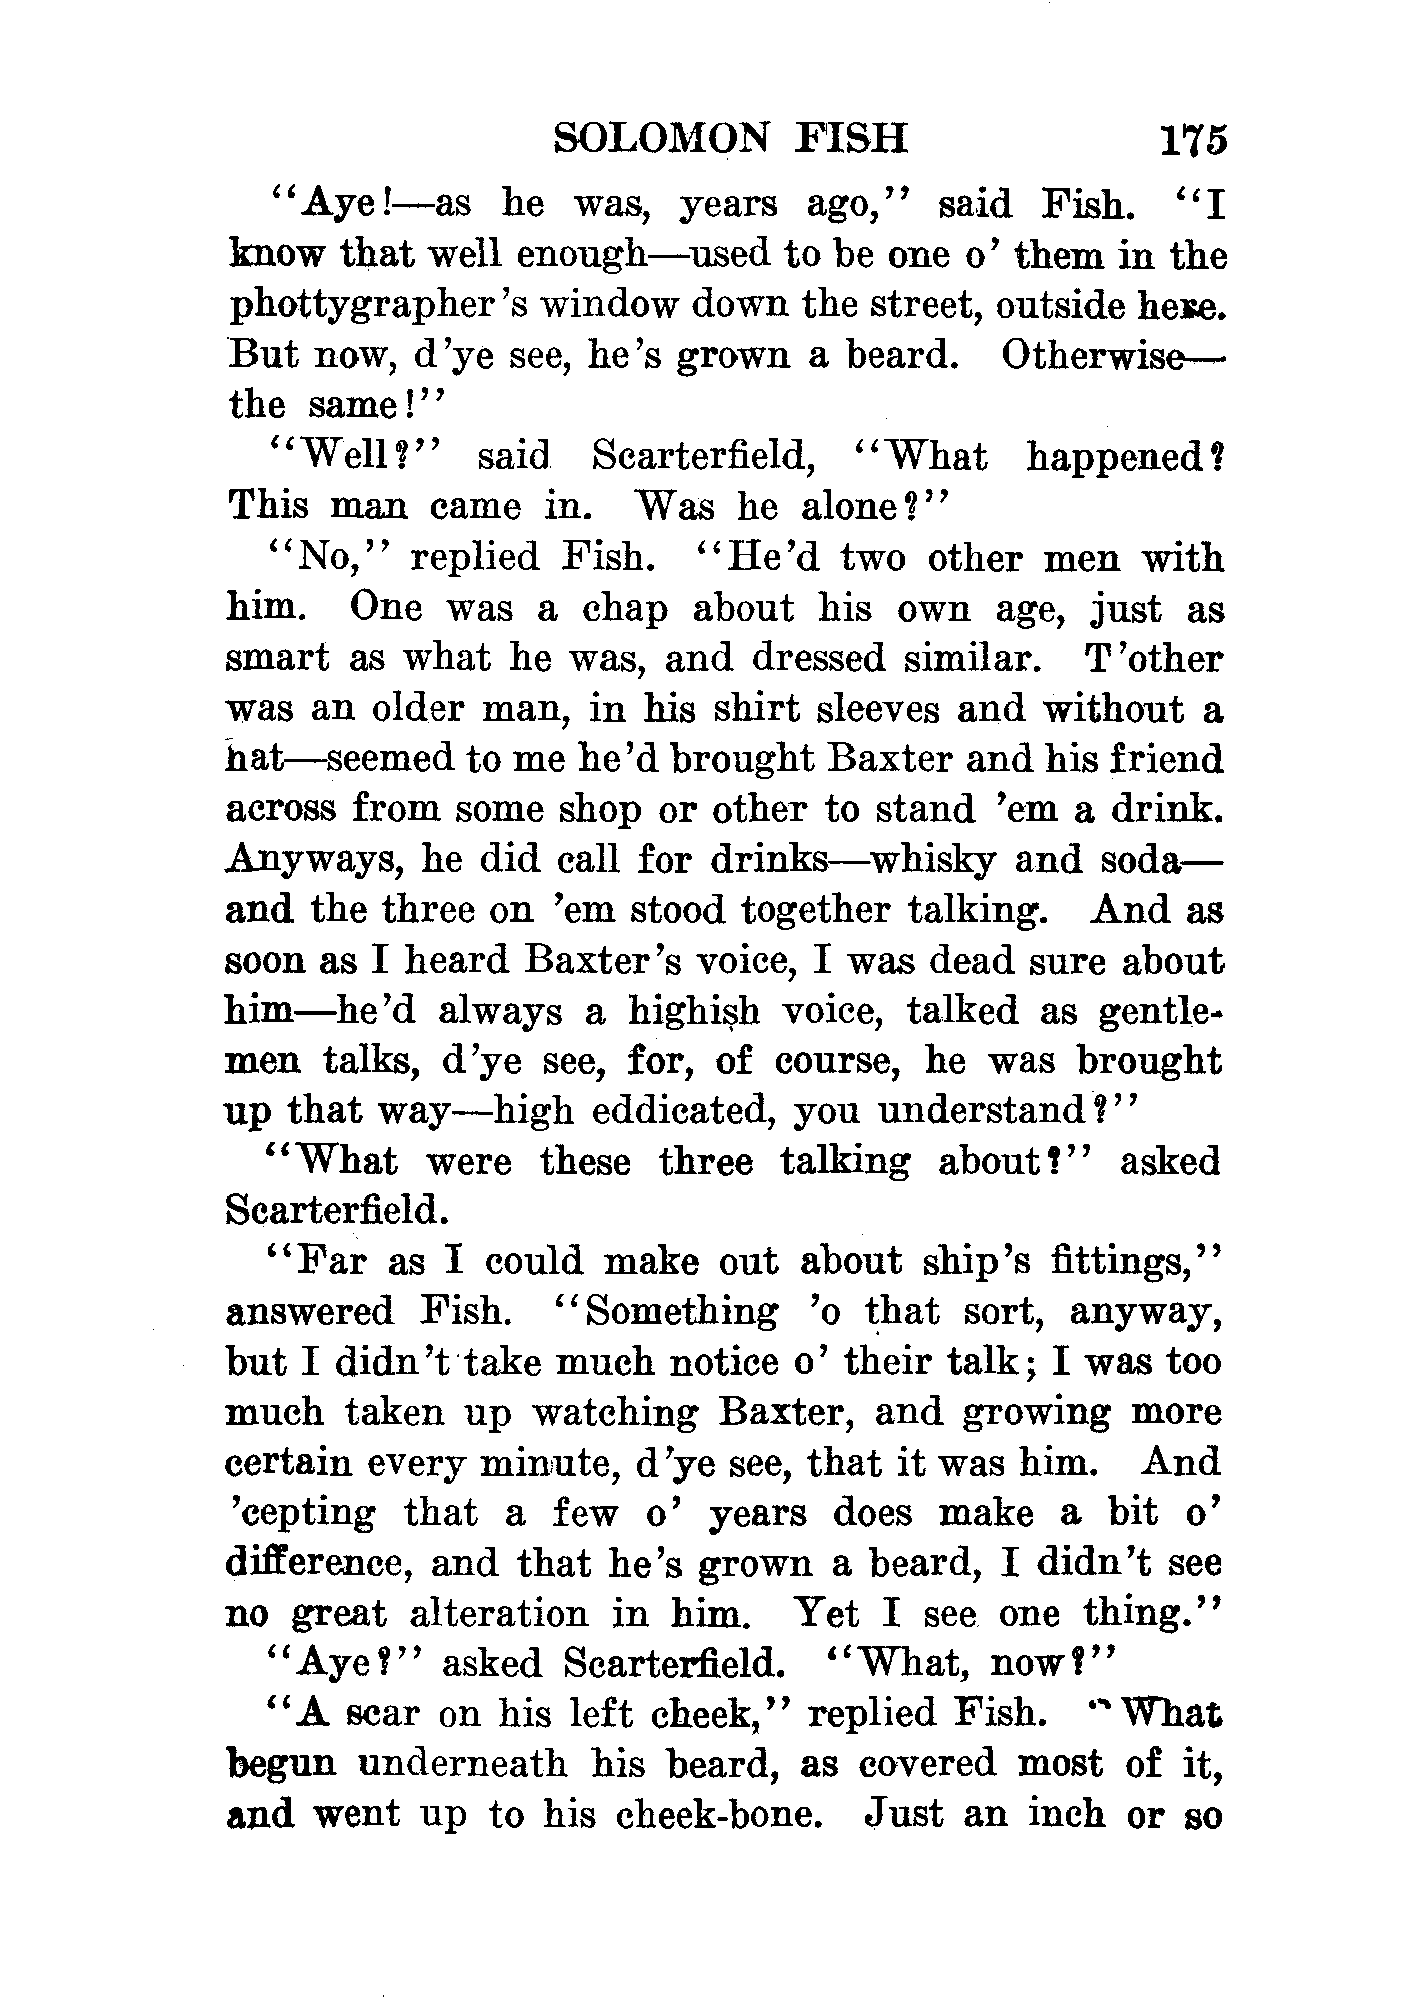 SOLOMON FISH 175
"Aye!—as he was, years ago," said Fish. "I
know that well enough—used to be one o' them in the
phottygrapher's window down the street, outside here.
But now, d'ye see, he's grown a beard. Otherwise—
the same!"
"Well?" said Scarterfield, "What happened?
This man came in. Was he alone?"
"No," replied Fish. "He'd two other men with
him. One was a chap about his own age, just as
smart as what he was, and dressed similar. T'other
was an older man, in his shirt sleeves and without a
hat—seemed to me he'd brought Baxter and his friend
across from some shop or other to stand 'em a drink.
Anyways, he did call for drinks—whisky and soda—
and the three on 'em stood together talking. And as
soon as I heard Baxter's voice, I was dead sure about
him—he'd always a highish voice, talked as gentle-
men talks, d'ye see, for, of course, he was brought
up that way—high eddicated, you understand?"
"What were these three talking about?" asked
Scarterfield.
"Far as I could make out about ship's fittings,"
answered Fish. "Something 'o that sort, anyway,
but I didn't take much notice o' their talk; I was too
much taken up watching Baxter, and growing more
certain every minute, d'ye see, that it was him. And
'cepting that a few o' years does make a bit o'
difference, and that he's grown a beard, I didn't see
no great alteration in him. Yet I see one thing."
"Aye?" asked Scarterfield. "What, now?"
"A scar on his left cheek," replied Fish. "What
begun underneath his beard, as covered most of it,
and went up to his cheek-bone. Just an inch or so